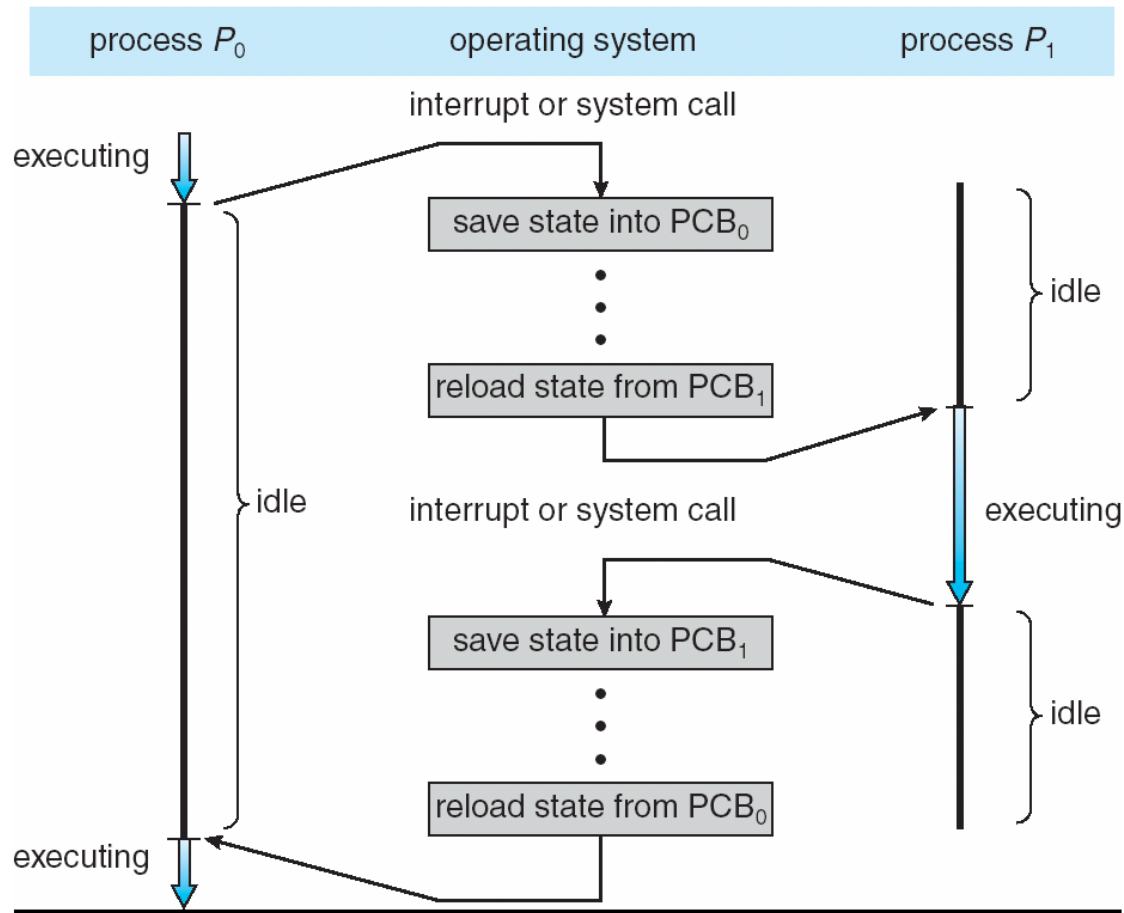 process P₀ operating system process P₁
interrupt or system call
executing
save state into PCB₀
idle
reload state from PCB₁
idle
interrupt or system call
executing
save state into PCB₁
idle
reload state from PCB₀
executing